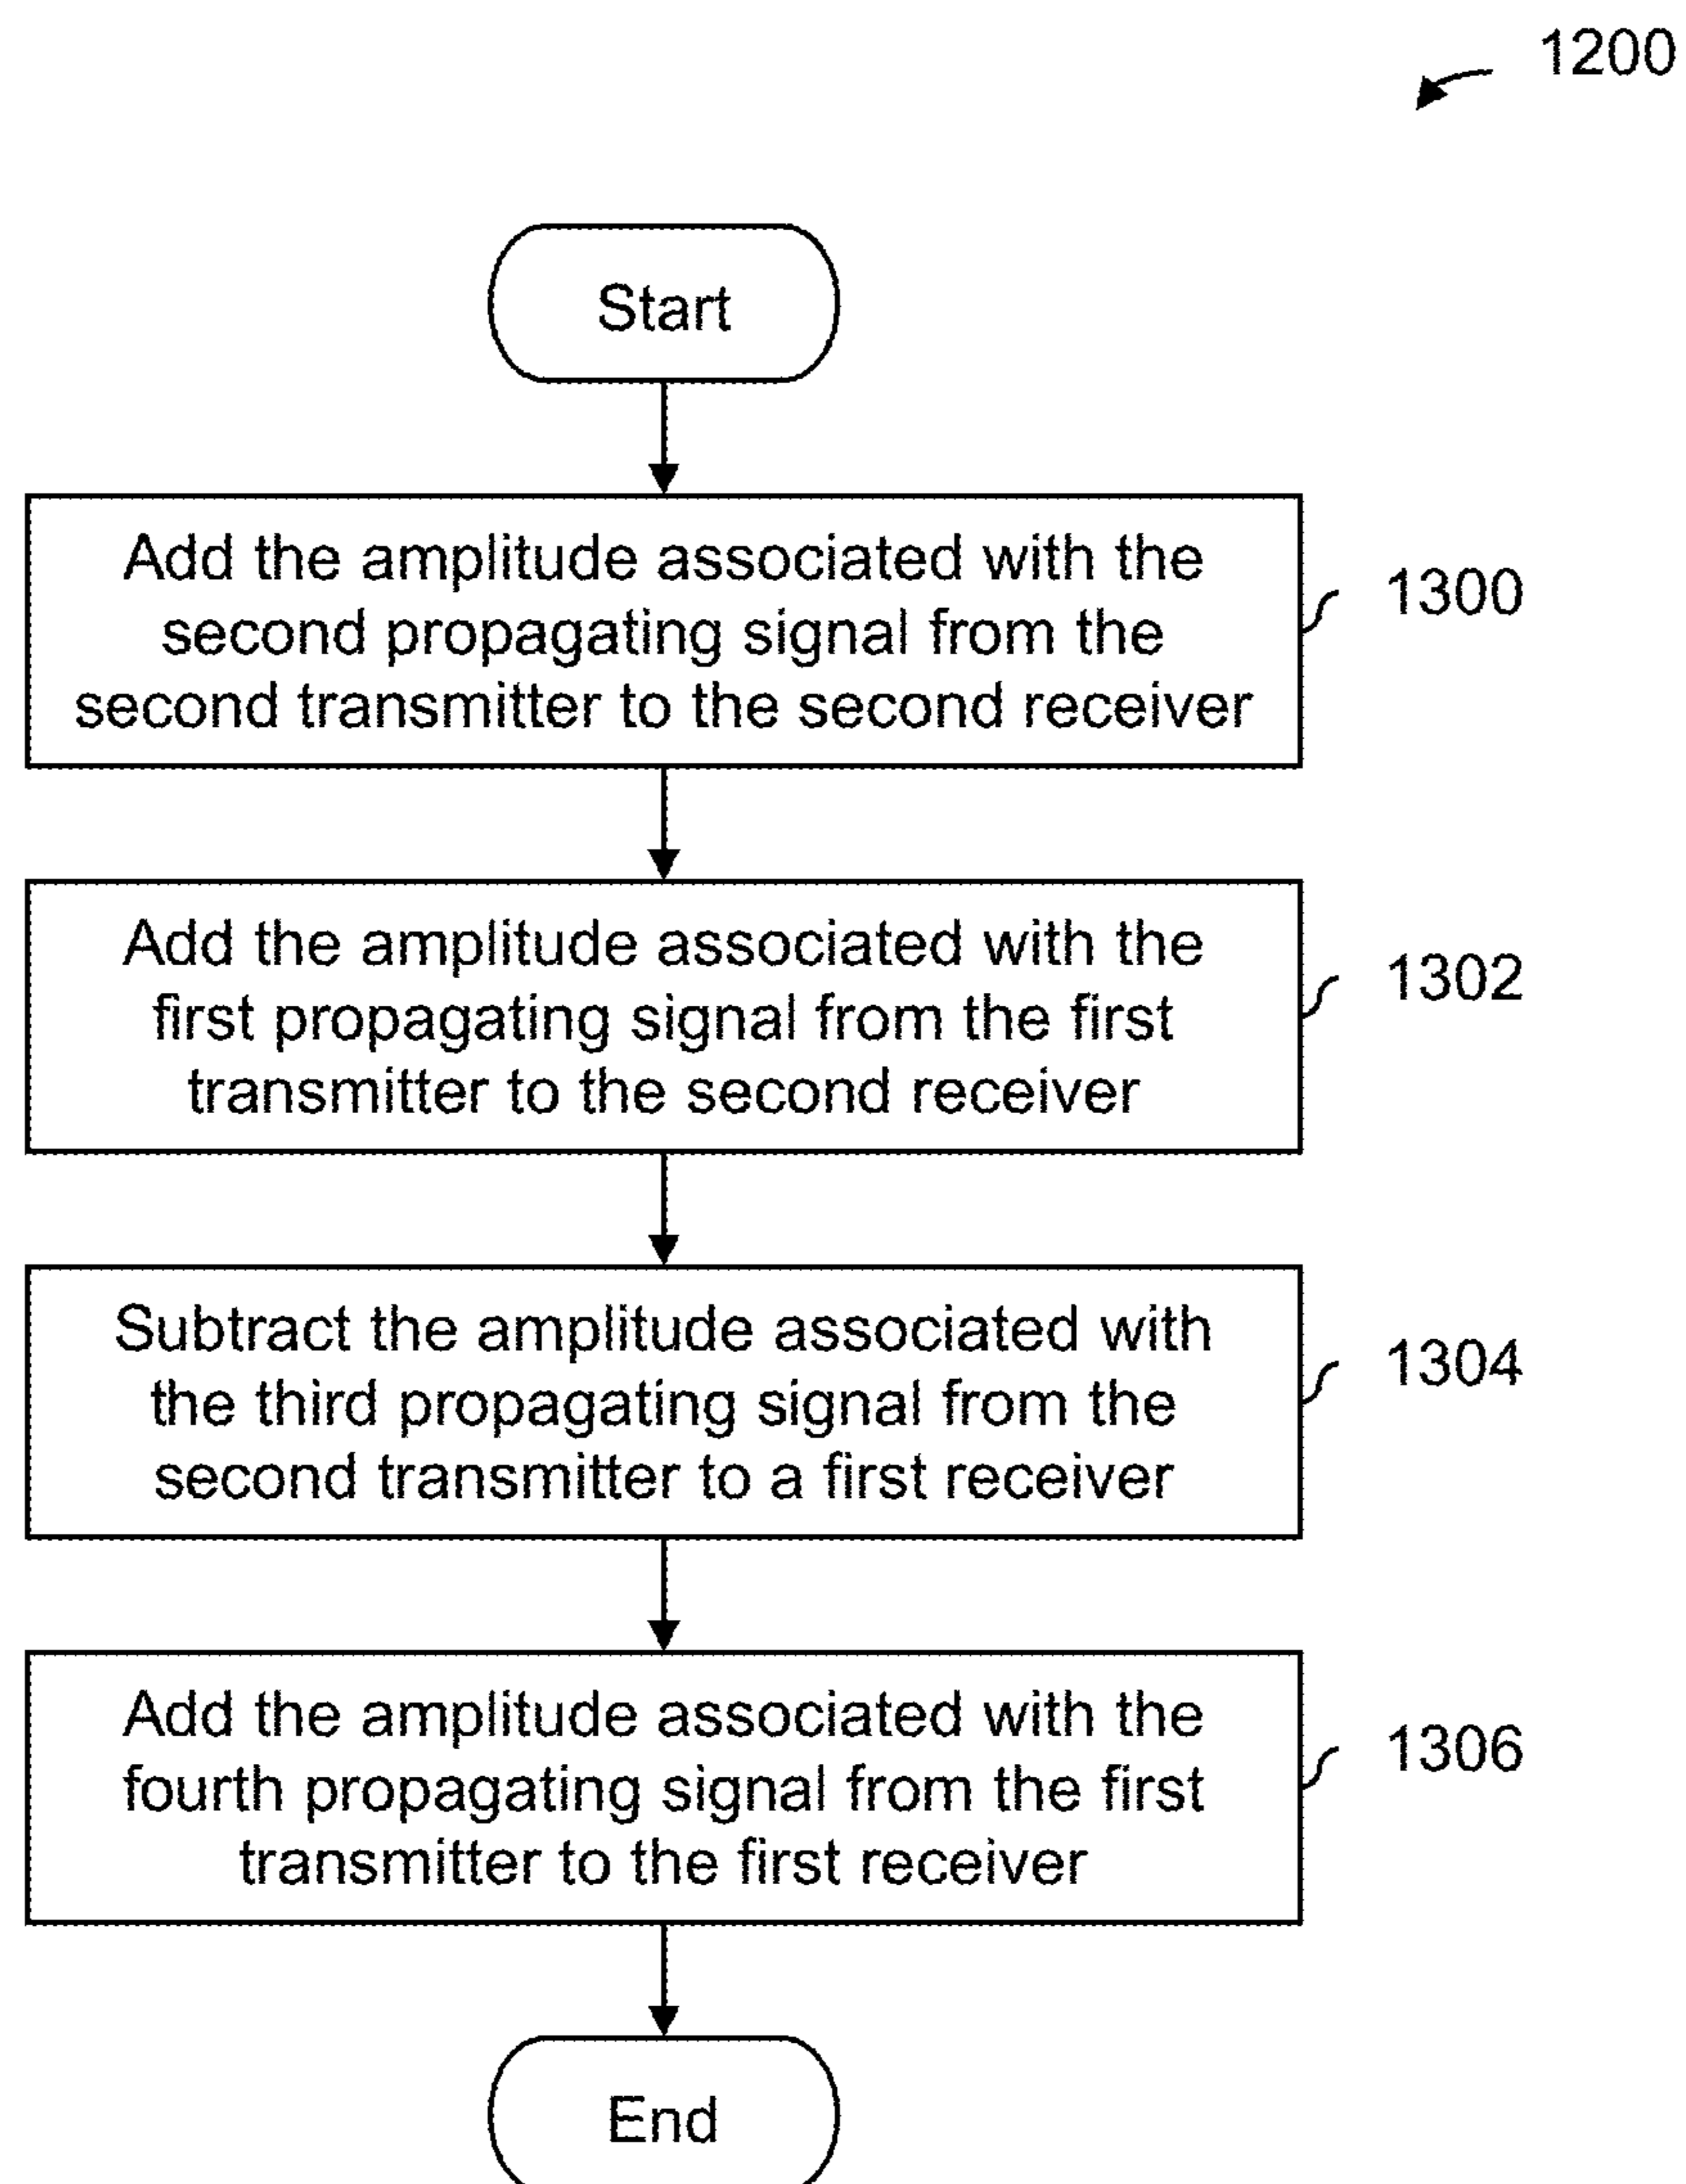 1200
Start
Add the amplitude associated with the
second propagating signal from the
second transmitter to the second receiver
1300
Add the amplitude associated with the
first propagating signal from the first
transmitter to the second receiver
1302
Subtract the amplitude associated with
the third propagating signal from the
second transmitter to a first receiver
1304
Add the amplitude associated with the
fourth propagating signal from the first
transmitter to the first receiver
1306
End